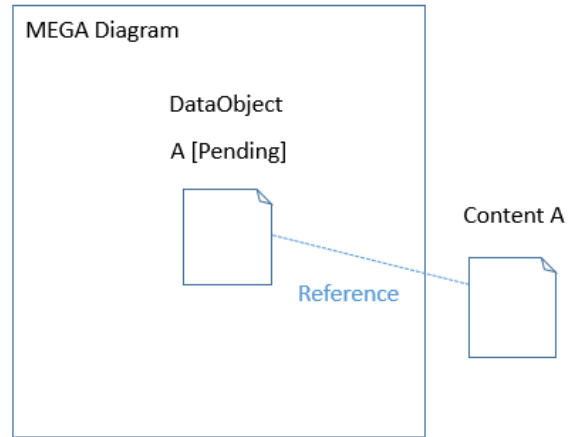 MEGA Diagram
DataObject
A [Pending]
Content A
Reference